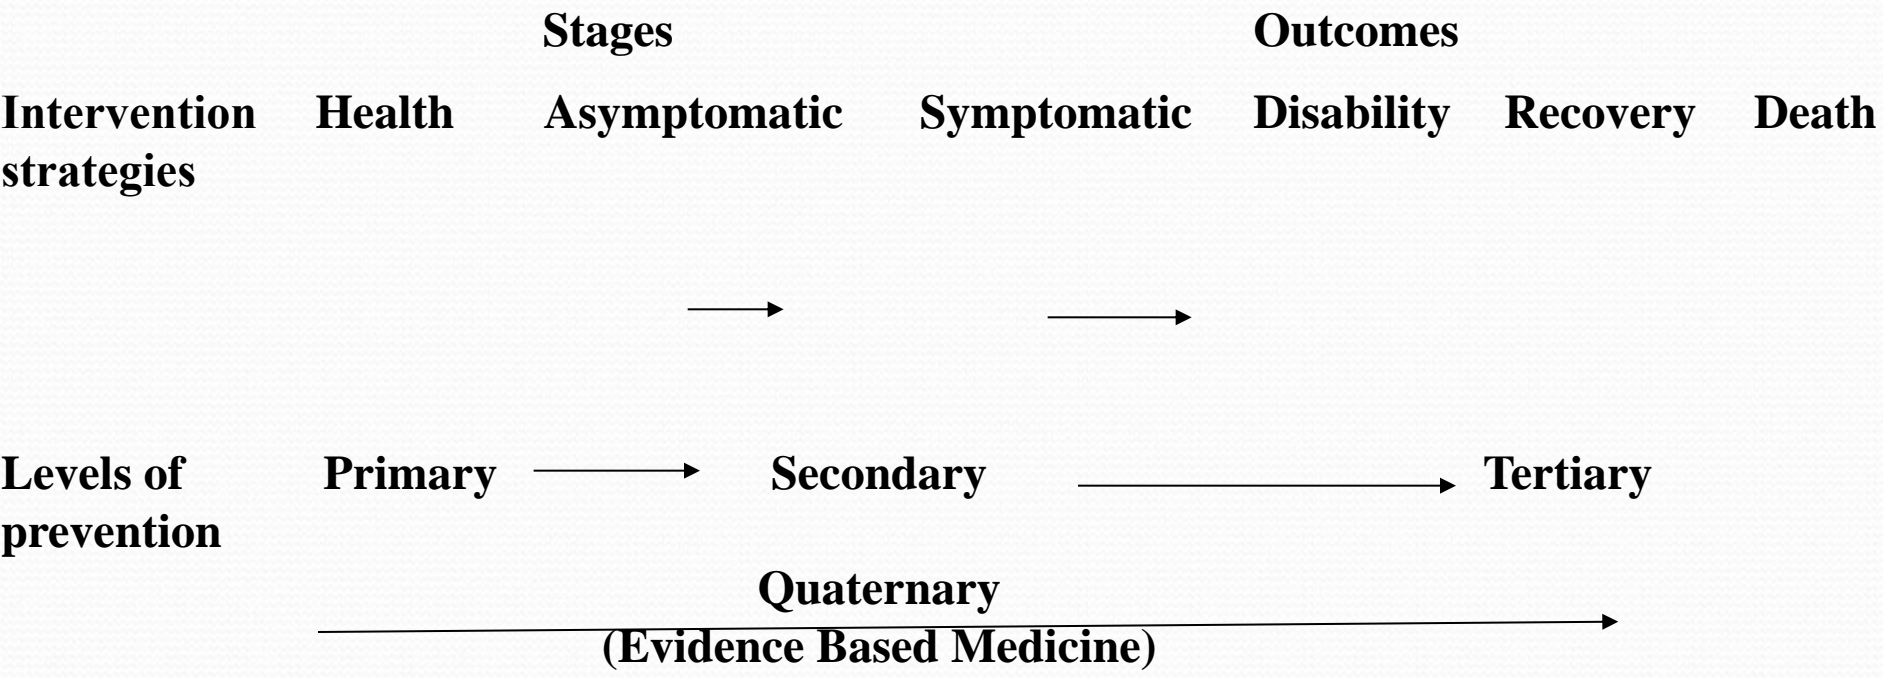 Stages Outcomes
Intervention Health Asymptomatic Symptomatic Disability Recovery Death
strategies
Levels of Primary Secondary Tertiary
prevention
Quaternary
(Evidence Based Medicine)